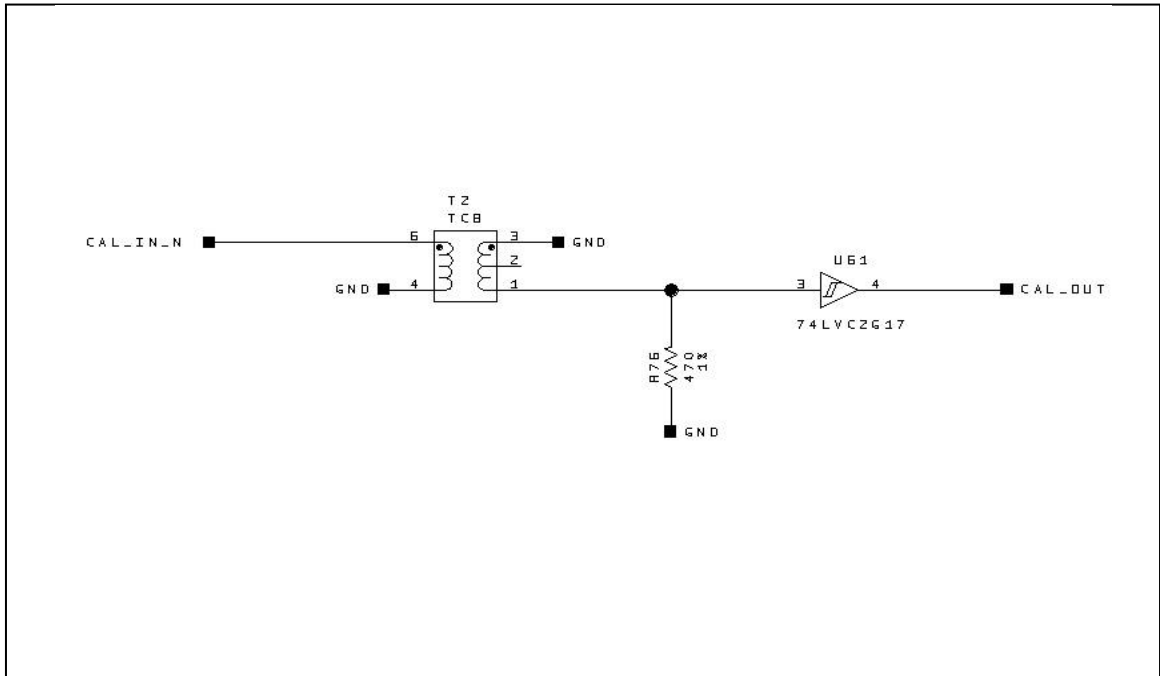 T2
TC8
CAL_IN_N
6
3
GND
2
GND
4
1
U61
3
4
CAL_OUT
74LVC2G17
R76
470
1%
GND